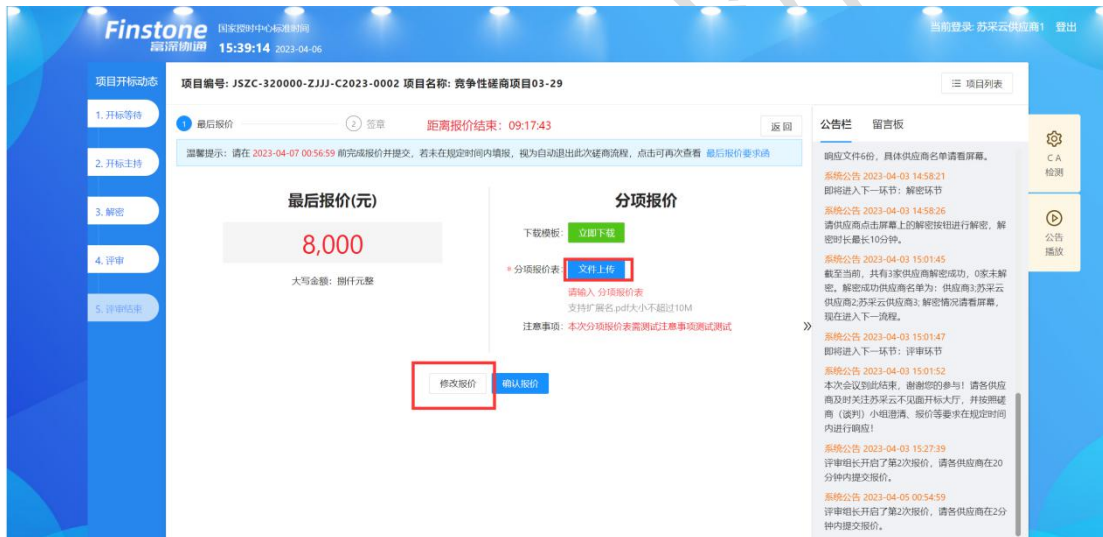 Finstone
富深协通
国家授时中心标准时间
15:39:14 2023-04-06
当前登录: 苏采云供应商1 登出
项目开标动态
项目编号: JSZC-320000-ZJJJ-C2023-0002 项目名称: 竞争性磋商项目03-29
项目列表
1. 开标等待
2. 开标主持
3. 解密
4. 评审
5. 评审结束
1 最后报价
2 签章
距离报价结束：09:17:43
返回
温馨提示：请在 2023-04-07 00:56:59 前完成报价并提交，若未在规定时间内填报，视为自动退出此次磋商流程，点击可再次查看 最后报价要求函
最后报价(元)
8,000
大写金额：捌仟元整
分项报价
下载模板: 立即下载
* 分项报价表: 文件上传
请输入 分项报价表
支持扩展名.pdf大小不超过10M
注意事项: 本次分项报价表需测试注意事项测试测试
修改报价
确认报价
公告栏 留言板
响应文件6份，具体供应商名单请看屏幕。
系统公告 2023-04-03 14:58:21
即将进入下一环节：解密环节
系统公告 2023-04-03 14:58:26
请供应商点击屏幕上的解密按钮进行解密，解
密时长最长10分钟。
系统公告 2023-04-03 15:01:45
截至当前，共有3家供应商解密成功，0家未解
密。解密成功供应商名单为：供应商3;苏采云
供应商2;苏采云供应商3; 解密情况请看屏幕，
现在进入下一流程。
系统公告 2023-04-03 15:01:47
即将进入下一环节：评审环节
系统公告 2023-04-03 15:01:52
本次会议到此结束，谢谢您的参与！请各供应
商及时关注苏采云不见面开标大厅，并按照磋
商（谈判）小组澄清、报价等要求在规定时间
内进行响应！
系统公告 2023-04-03 15:27:39
评审组长开启了第2次报价，请各供应商在20
分钟内提交报价。
系统公告 2023-04-05 00:54:59
评审组长开启了第2次报价，请各供应商在2分
钟内提交报价。
CA
检测
公告
播放